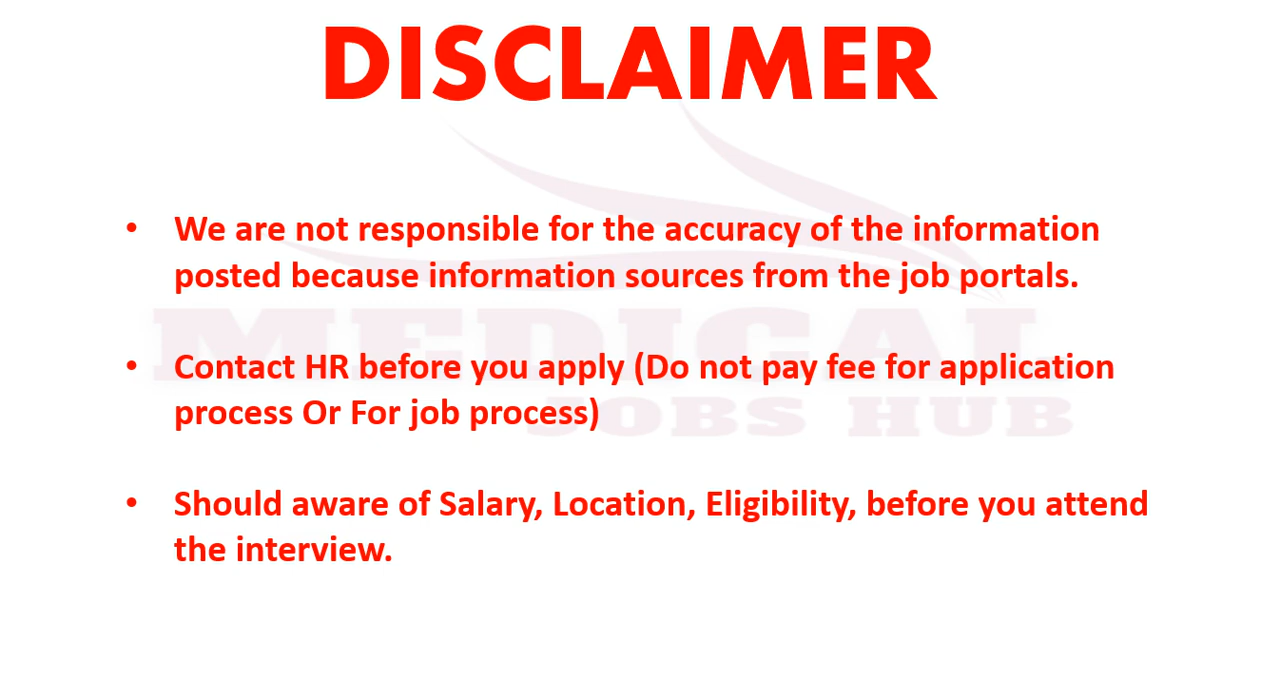 DISCLAIMER
• We are not responsible for the accuracy of the information
posted because information sources from the job portals.
MEDICAL
• Contact HR before you apply (Do not pay fee for application
process Or For job process)
JOBS HUB
• Should aware of Salary, Location, Eligibility, before you attend
the interview.